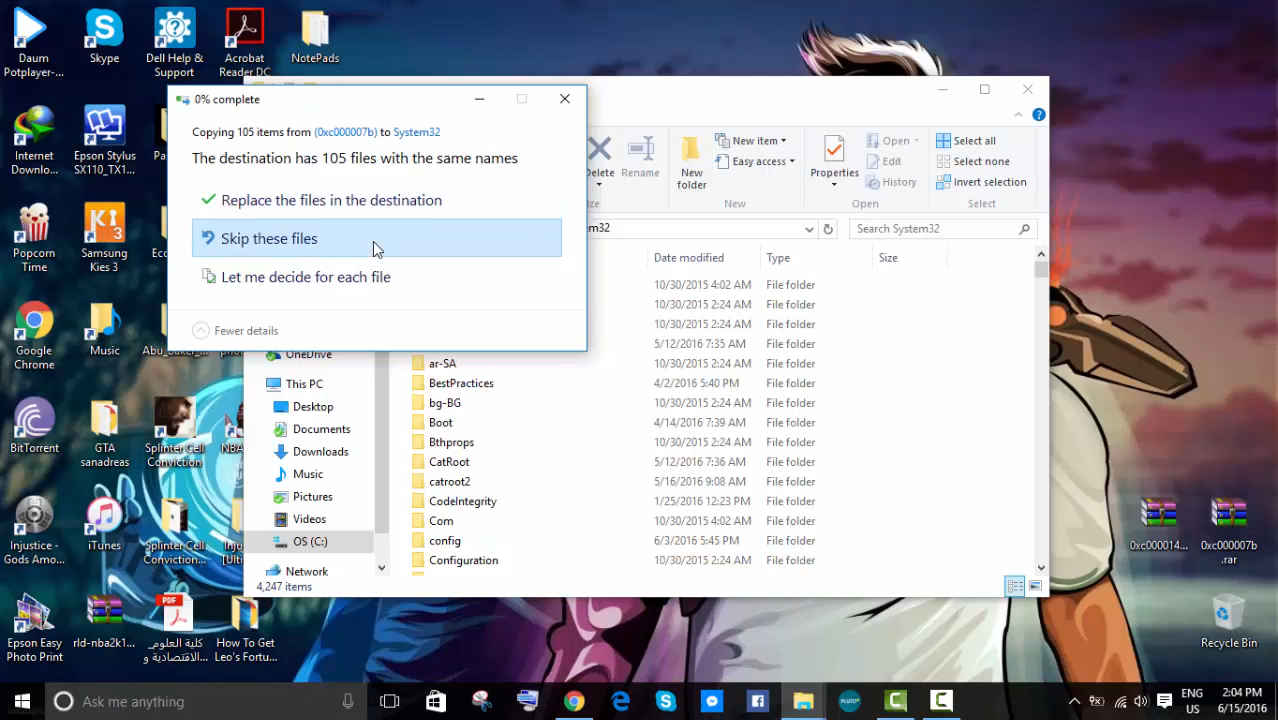 Daum
Potplayer-...
Skype
Dell Help &
Support
Acrobat
Reader DC
NotePads
Internet
Downlo...
Epson Stylus
SX110_TX1...
Popcorn
Time
Samsung
Kies 3
Google
Chrome
Music
Abu_Baker_...
BitTorrent
GTA
sanadreas
Splinter Cell
Conviction
Injustice -
Gods Amo...
iTunes
Splinter Cell
Conviction...
Epson Easy
Photo Print
PDF
rld-nba2k1...
كلية العلوم_
الاقتصادية و...
How To Get
Leo's Fortu...
0% complete
Copying 105 items from (0xc000007b) to System32
The destination has 105 files with the same names
Replace the files in the destination
Skip these files
Let me decide for each file
Fewer details
Delete
Rename
New
folder
New item
Easy access
New
Properties
Open
Edit
History
Open
Select all
Select none
Invert selection
Select
m32
Search System32
Date modified
Type
Size
10/30/2015 4:02 AM File folder
10/30/2015 2:24 AM File folder
10/30/2015 2:24 AM File folder
5/12/2016 7:35 AM File folder
ar-SA 10/30/2015 2:24 AM File folder
BestPractices 4/2/2016 5:40 PM File folder
bg-BG 10/30/2015 2:24 AM File folder
Boot 4/14/2016 7:39 AM File folder
Bthprops 10/30/2015 2:24 AM File folder
CatRoot 5/12/2016 7:36 AM File folder
catroot2 5/16/2016 9:08 AM File folder
CodeIntegrity 1/25/2016 12:23 PM File folder
Com 10/30/2015 4:02 AM File folder
config 6/3/2016 5:45 PM File folder
Configuration 10/30/2015 2:24 AM File folder
OneDrive
This PC
Desktop
Documents
Downloads
Music
Pictures
Videos
OS (C:)
Network
4,247 items
0xc000014...
0xc000007b
.rar
Recycle Bin
Ask me anything
ENG
US
2:04 PM
6/15/2016